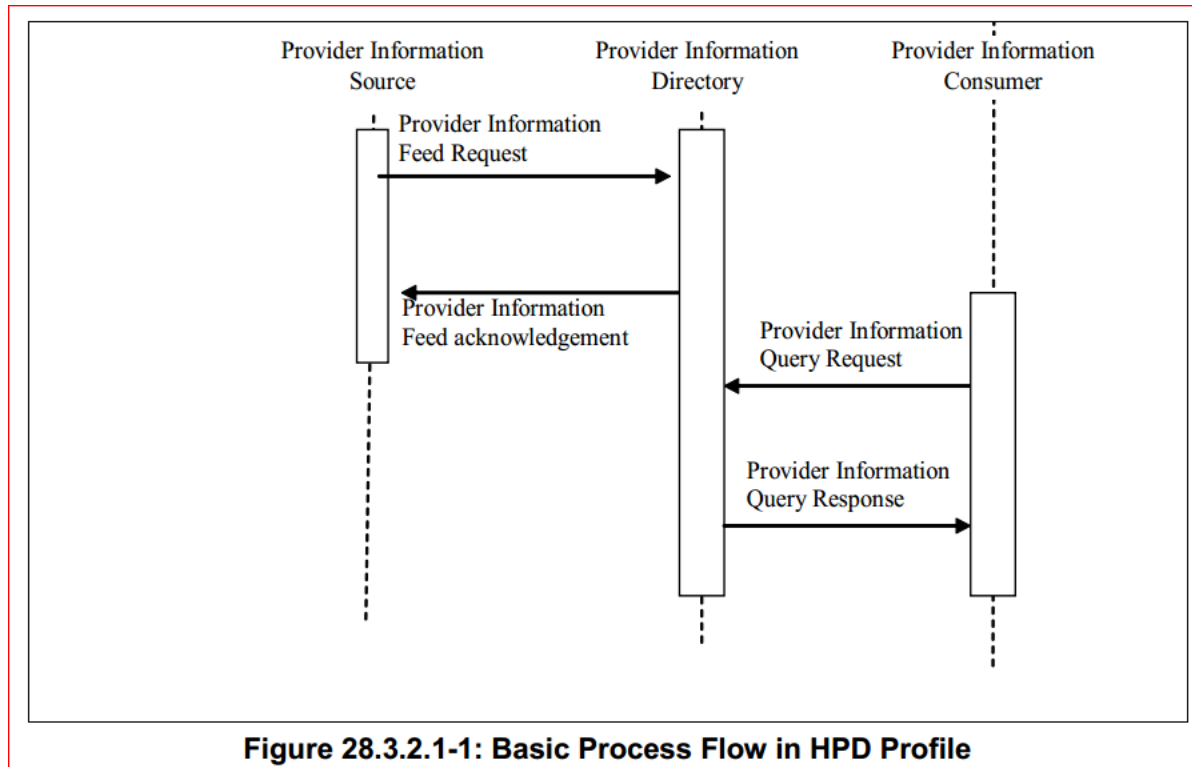 Provider Information
Source
Provider Information
Directory
Provider Information
Consumer
Provider Information
Feed Request
Provider Information
Feed acknowledgement
Provider Information
Query Request
Provider Information
Query Response
Figure 28.3.2.1-1: Basic Process Flow in HPD Profile